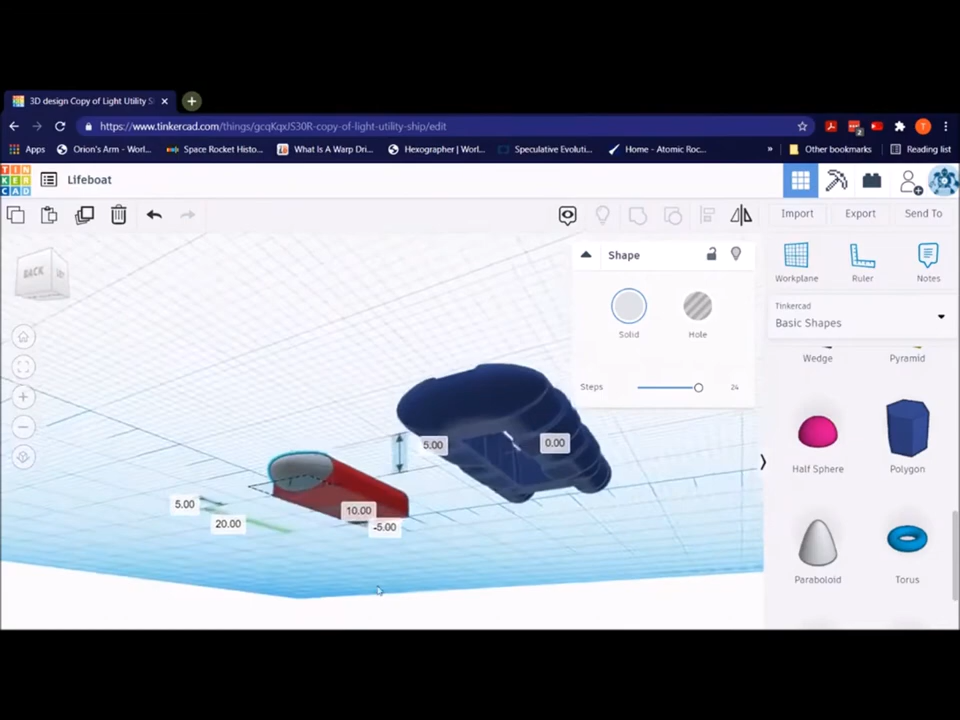 3D design Copy of Light Utility S
https://www.tinkercad.com/things/gcqKqxJS30R-copy-of-light-utility-ship/edit
Apps
Orion's Arm - Worl...
Space Rocket Histo...
What Is A Warp Dri...
Hexographer | Worl...
Speculative Evoluti...
Home - Atomic Roc...
»
Other bookmarks
Reading list
TIN
KER
CAD
Lifeboat
Import
Export
Send To
BACK
Shape
Solid
Hole
Steps
24
Workplane
Ruler
Notes
Tinkercad
Basic Shapes
Wedge
Pyramid
Half Sphere
Polygon
Paraboloid
Torus
5.00
0.00
5.00
20.00
10.00
-5.00
T
2